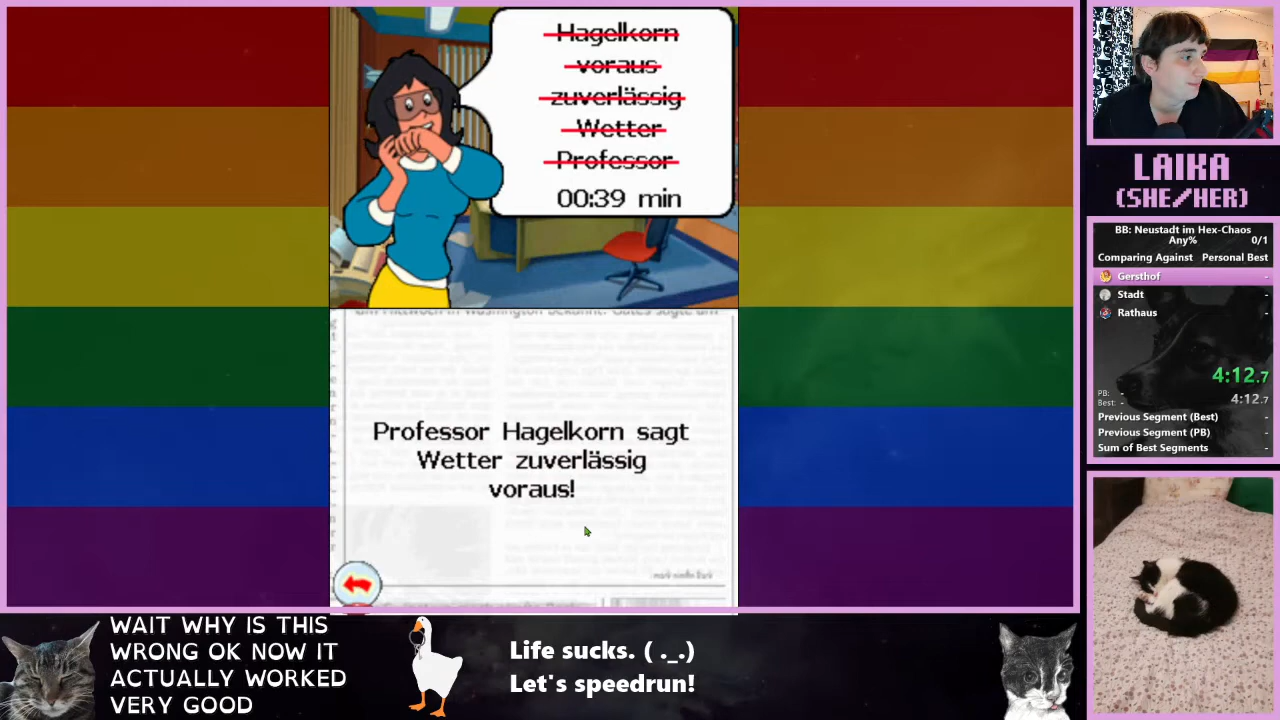 Hagelkorn
voraus
zuverlässig
Wetter
Professor
00:39 min
Professor Hagelkorn sagt
Wetter zuverlässig
voraus!
LAIKA
(SHE/HER)
BB: Neustadt im Hex-Chaos
Any% 0/1
Comparing Against Personal Best
Gersthof -
Stadt -
Rathaus -
4:12.7
PB: -
Best: - 4:12.7
Previous Segment (Best) -
Previous Segment (PB) -
Sum of Best Segments -
WAIT WHY IS THIS
WRONG OK NOW IT
ACTUALLY WORKED
VERY GOOD
Life sucks. ( ._.)
Let's speedrun!